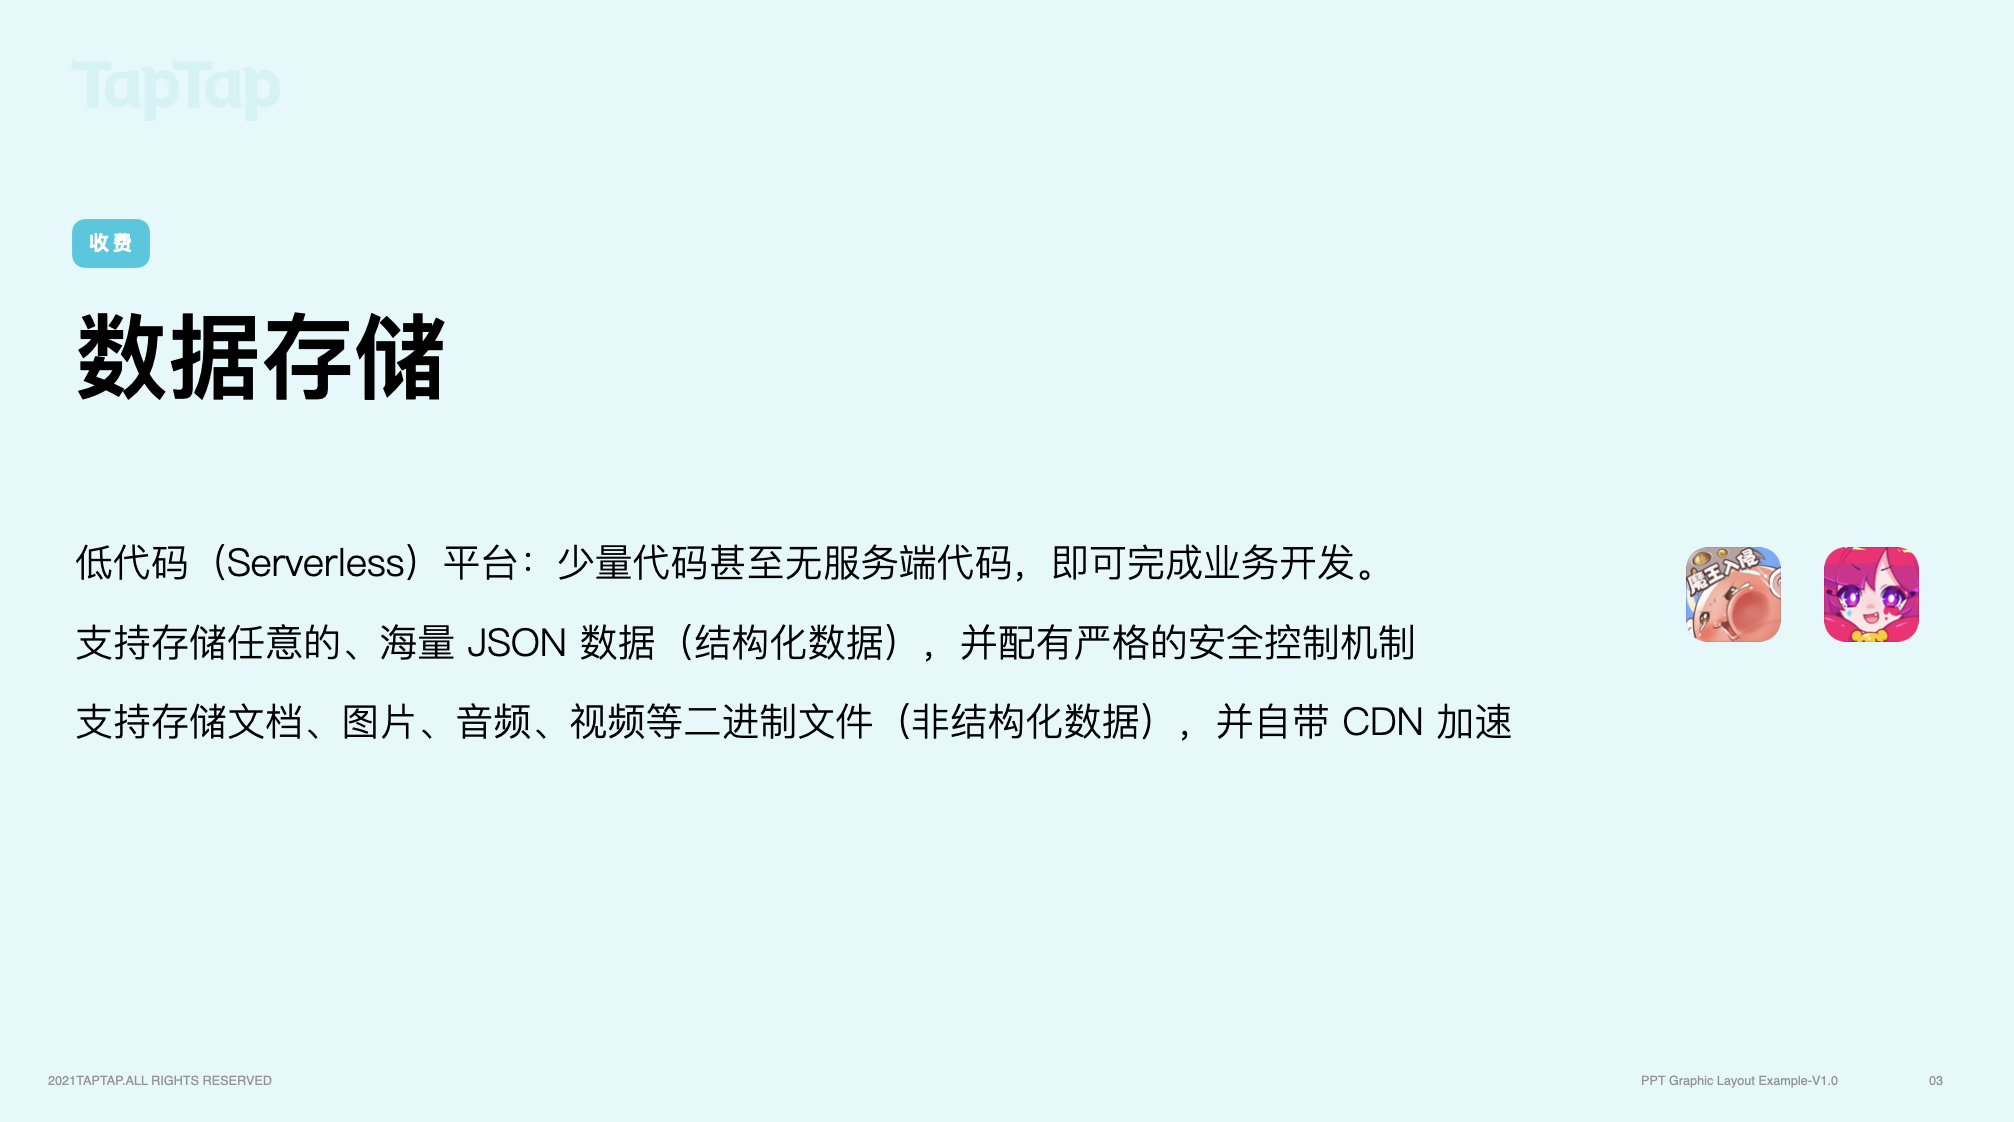 TapTap
收费
数据存储
低代码（Serverless）平台：少量代码甚至无服务端代码，即可完成业务开发。
支持存储任意的、海量 JSON 数据（结构化数据），并配有严格的安全控制机制
支持存储文档、图片、音频、视频等二进制文件（非结构化数据），并自带 CDN 加速
魔王入侵
2021TAPTAP.ALL RIGHTS RESERVED
PPT Graphic Layout Example-V1.0
03